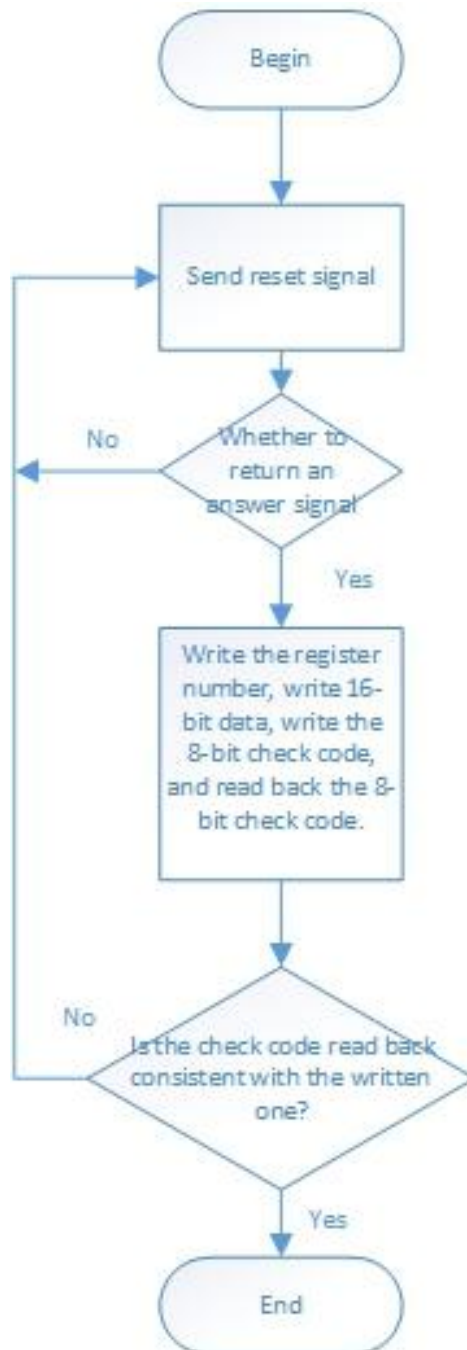 Begin
Send reset signal
No
Whether to
return an
answer signal
Yes
Write the register
number, write 16-
bit data, write the
8-bit check code,
and read back the 8-
bit check code.
No
Is the check code read back
consistent with the written
one?
Yes
End